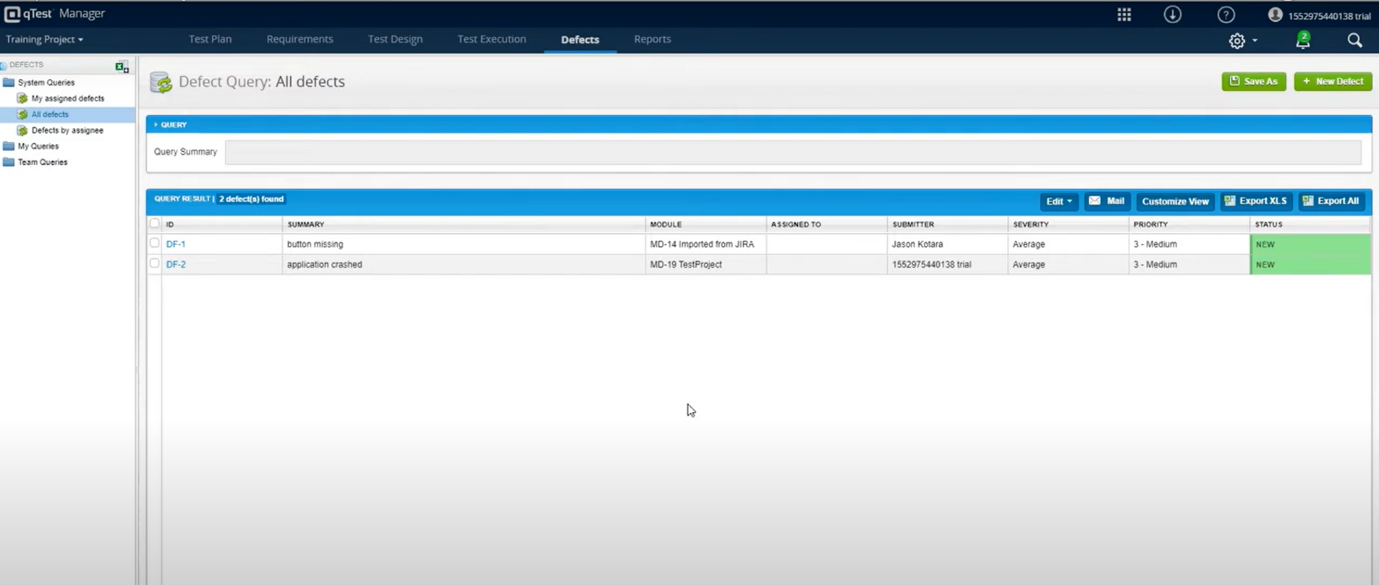 qTest Manager
1552975440138 trial
Training Project
Test Plan
Requirements
Test Design
Test Execution
Defects
Reports
2
DEFECTS
System Queries
My assigned defects
All defects
Defects by assignee
My Queries
Team Queries
Defect Query: All defects
Save As
+ New Defect
QUERY
Query Summary
QUERY RESULT | 2 defect(s) found
Edit
Mail
Customize View
Export XLS
Export All
ID SUMMARY MODULE ASSIGNED TO SUBMITTER SEVERITY PRIORITY STATUS
DF-1 button missing MD-14 Imported from JIRA Jason Kotara Average 3 - Medium NEW
DF-2 application crashed MD-19 TestProject 1552975440138 trial Average 3 - Medium NEW